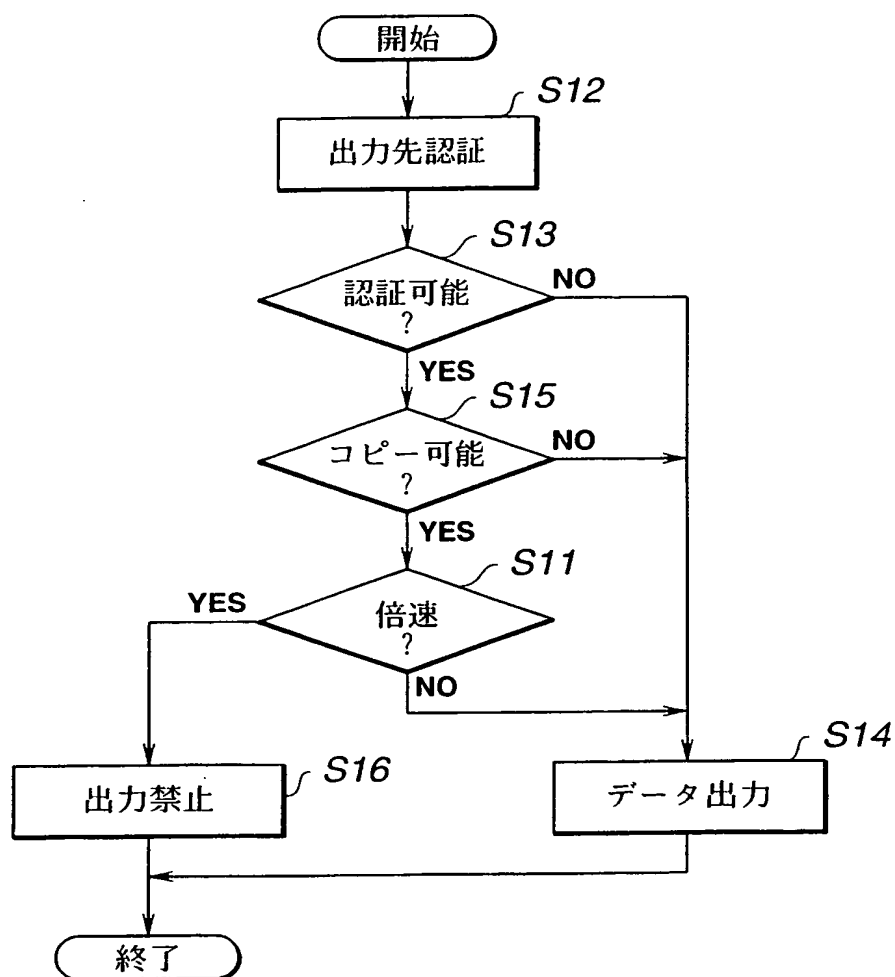 開始
S12
出力先認証
S13
認証可能
?
NO
YES
S15
コピー可能
?
NO
YES
S11
倍速
?
YES
NO
S16
出力禁止
S14
データ出力
終了